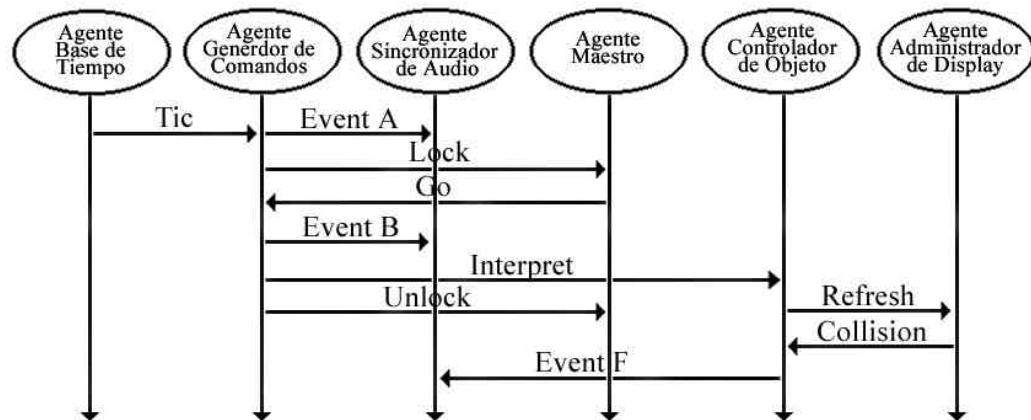 Agente
Base de
Tiempo
Agente
Generdor de
Comandos
Agente
Sincronizador
de Audio
Agente
Maestro
Agente
Controlador
de Objeto
Agente
Administrador
de Display
Tic
Event A
Lock
Go
Event B
Interpret
Unlock
Refresh
Collision
Event F